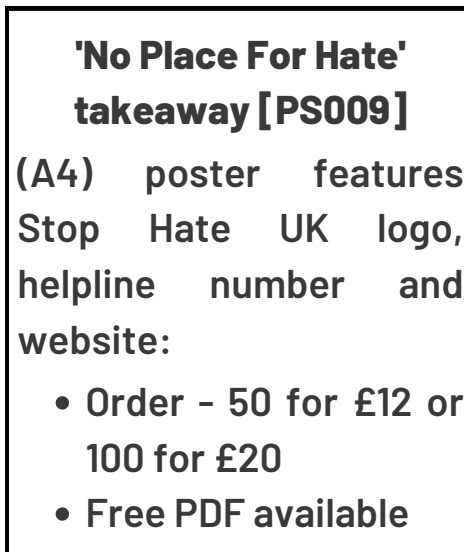 'No Place For Hate'
takeaway [PS009]
(A4) poster features
Stop Hate UK logo,
helpline number and
website:
• Order - 50 for £12 or
100 for £20
• Free PDF available